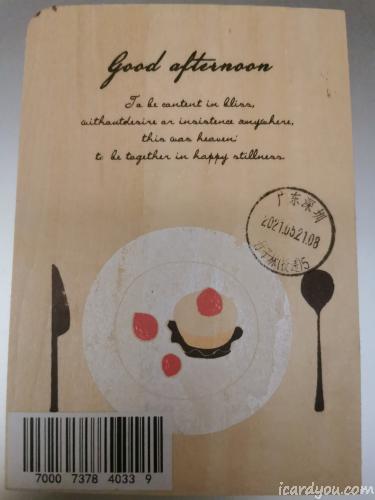 Good afternoon
To be content in bliss,
withoutdesire or insistence anywhere,
this was heaven:
to be together in happy stillness.
广东深圳
2021.05.21.08
7000 7378 4033 9
icardyou.com